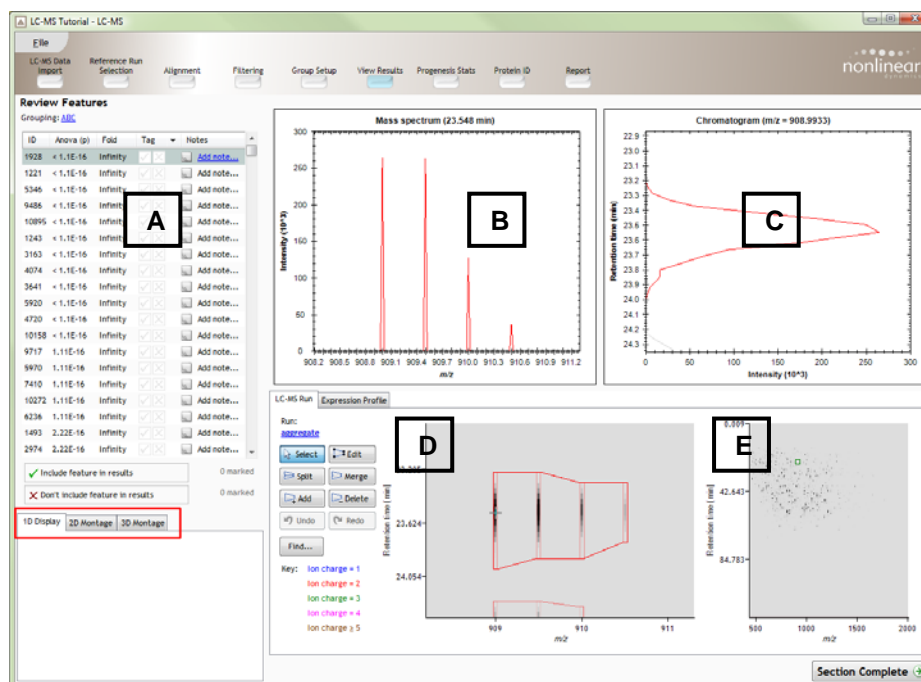 LC-MS Tutorial - LC-MS
File
LC-MS Data Import
Reference Run Selection
Alignment
Filtering
Group Setup
View Results
Progenesis Stats
Protein ID
Report
nonlinear
DYNAMICS
Review Features
Grouping: ABC
ID Anova (p) Fold Tag Notes
1928 < 1.1E-16 Infinity Add note...
1221 < 1.1E-16 Infinity Add note...
5346 < 1.1E-16 Infinity Add note...
9486 < 1.1E-16 Infinity Add note...
10895 < 1.1E-16 Infinity Add note...
1243 < 1.1E-16 Infinity Add note...
3163 < 1.1E-16 Infinity Add note...
4074 < 1.1E-16 Infinity Add note...
3641 < 1.1E-16 Infinity Add note...
5920 < 1.1E-16 Infinity Add note...
4720 < 1.1E-16 Infinity Add note...
10158 < 1.1E-16 Infinity Add note...
9717 1.11E-16 Infinity Add note...
5970 1.11E-16 Infinity Add note...
7410 1.11E-16 Infinity Add note...
10272 1.11E-16 Infinity Add note...
6236 1.11E-16 Infinity Add note...
1493 2.22E-16 Infinity Add note...
2974 2.22E-16 Infinity Add note...
A
Include feature in results 0 marked
Don't include feature in results 0 marked
1D Display 2D Montage 3D Montage
Mass spectrum (23.548 min)
Intensity (10^3)
300
250
200
150
100
50
0
908.2 908.5 908.8 909.1 909.4 909.7 910.0 910.3 910.6 910.9 911.2
m/z
B
Chromatogram (m/z = 908.9933)
Retention time (min)
22.9
23.0
23.1
23.2
23.3
23.4
23.5
23.6
23.7
23.8
23.9
24.0
24.1
24.2
24.3
0 50 100 150 200 250 300
Intensity (10^3)
C
LC-MS Run Expression Profile
Run:
aggregate
Select Edit
Split Merge
Add Delete
Undo Redo
Find...
Key: Ion charge = 1
Ion charge = 2
Ion charge = 3
Ion charge = 4
Ion charge ≥ 5
D
Retention time (min)
23.624
24.054
909 910 911
m/z
E
Retention time (min)
0.009
42.643
84.783
500 1000 1500 2000
m/z
Section Complete